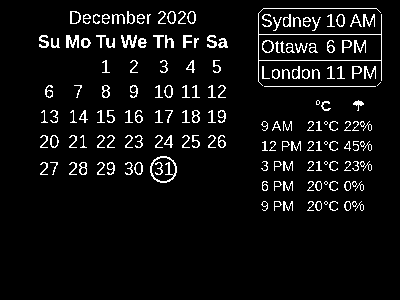 December 2020
Su Mo Tu We Th Fr Sa
1 2 3 4 5
6 7 8 9 10 11 12
13 14 15 16 17 18 19
20 21 22 23 24 25 26
27 28 29 30 31
Sydney 10 AM
Ottawa 6 PM
London 11 PM
°C
9 AM 21°C 22%
12 PM 21°C 45%
3 PM 21°C 23%
6 PM 20°C 0%
9 PM 20°C 0%